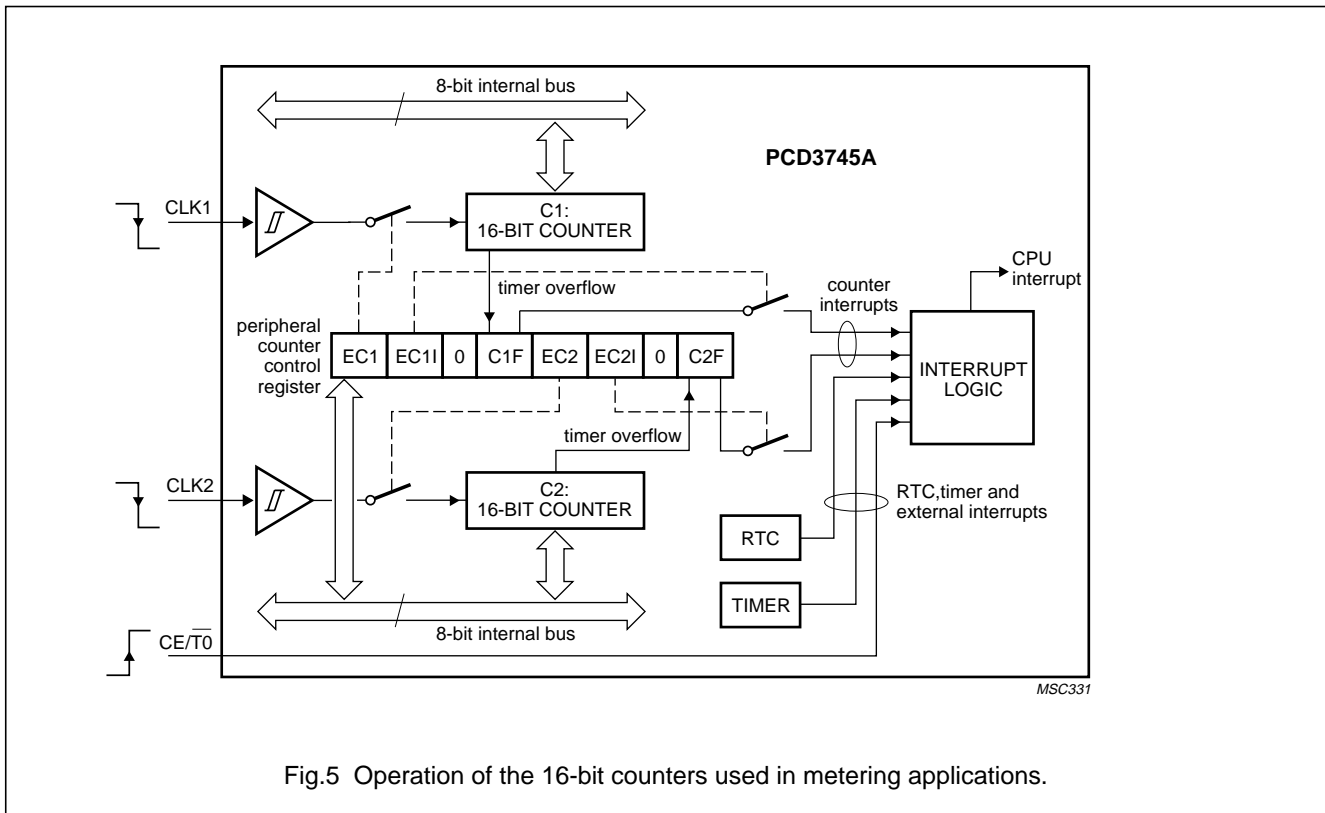 8-bit internal bus
PCD3745A
CLK1
C1:
16-BIT COUNTER
CPU
interrupt
timer overflow
counter
interrupts
peripheral
counter
control
register
EC1 EC1I 0 C1F EC2 EC2I 0 C2F
INTERRUPT
LOGIC
timer overflow
CLK2
C2:
16-BIT COUNTER
RTC,timer and
external interrupts
RTC
TIMER
8-bit internal bus
CE/T̅0̅
MSC331
Fig.5 Operation of the 16-bit counters used in metering applications.